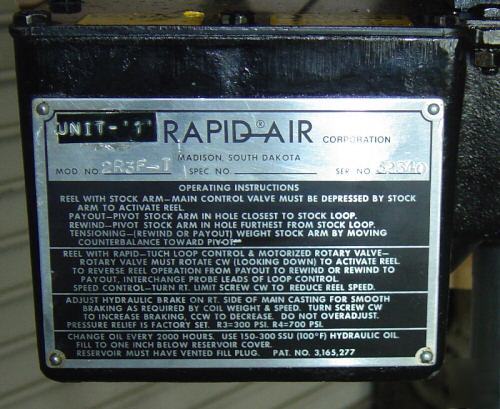 UNIT-"1" RAPID-AIR ® CORPORATION
MADISON, SOUTH DAKOTA
MOD. NO. 2R3F-T SPEC NO. SER. NO.
OPERATING INSTRUCTIONS
REEL WITH STOCK ARM—MAIN CONTROL VALVE MUST BE DEPRESSED BY STOCK
ARM TO ACTIVATE REEL.
PAYOUT—PIVOT STOCK ARM IN HOLE CLOSEST TO STOCK LOOP.
REWIND—PIVOT STOCK ARM IN HOLE FURTHEST FROM STOCK LOOP.
TENSIONING—(REWIND OR PAYOUT) WEIGHT STOCK ARM BY MOVING
COUNTERBALANCE TOWARD PIVOT.
REEL WITH RAPID-TUCH LOOP CONTROL & MOTORIZED ROTARY VALVE—
ROTARY VALVE MUST ROTATE CW (LOOKING DOWN) TO ACTIVATE REEL.
TO REVERSE REEL OPERATION FROM PAYOUT TO REWIND OR REWIND TO
PAYOUT, INTERCHANGE PROBE LEADS OF LOOP CONTROL.
SPEED CONTROL—TURN RT. LIMIT SCREW CW TO REDUCE REEL SPEED.
ADJUST HYDRAULIC BRAKE ON RT. SIDE OF MAIN CASTING FOR SMOOTH
BRAKING AS REQUIRED BY COIL WEIGHT & SPEED. TURN SCREW CW
TO INCREASE BRAKING, CCW TO DECREASE. DO NOT OVERADJUST.
PRESSURE RELIEF IS FACTORY SET. R3=300 PSI. R4=700 PSI.
CHANGE OIL EVERY 2000 HOURS. USE 150-300 SSU (100°F) HYDRAULIC OIL.
FILL TO ONE INCH BELOW RESERVOIR COVER.
RESERVOIR MUST HAVE VENTED FILL PLUG. PAT. NO. 3,165,277